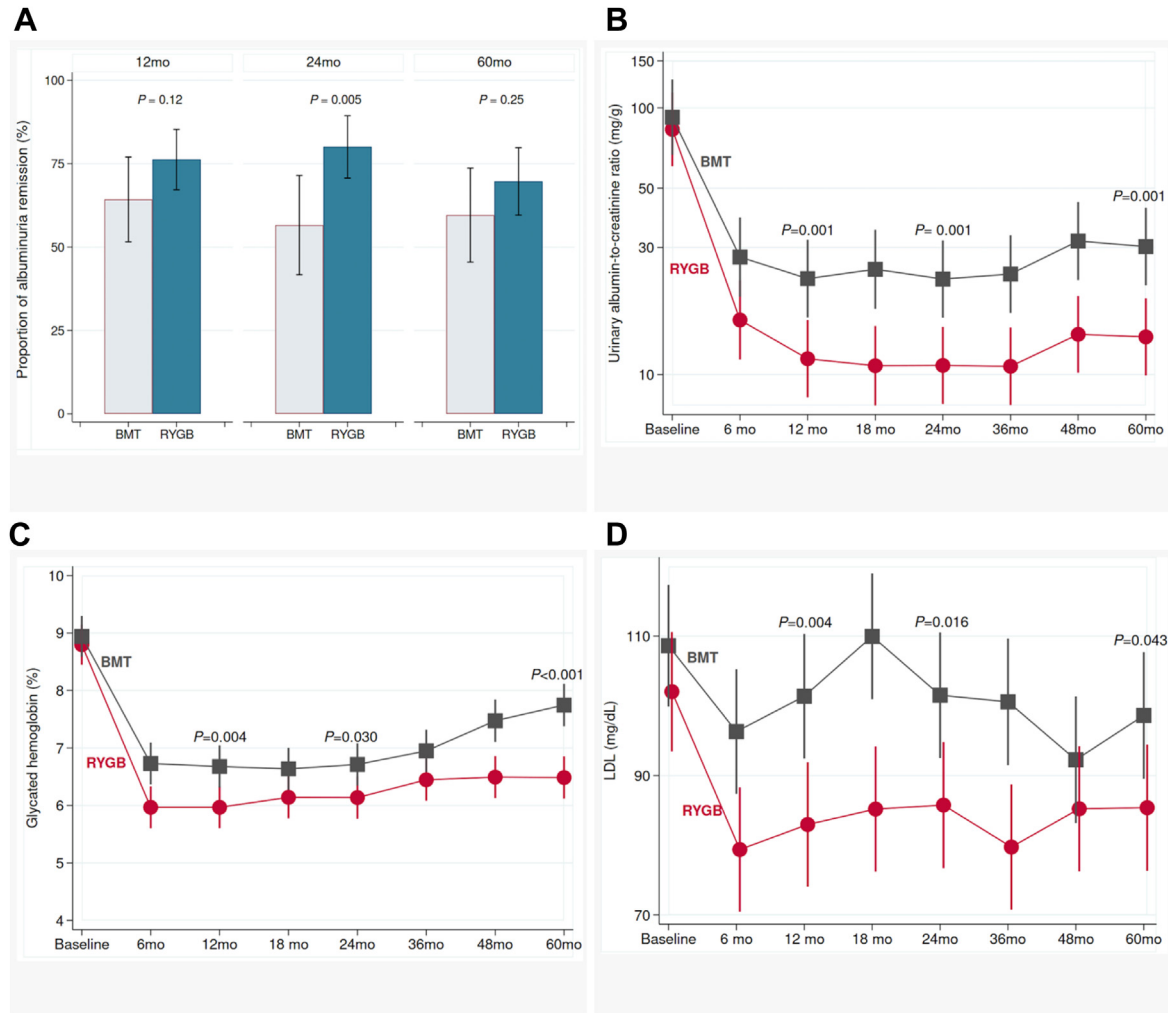 A
12mo 24mo 60mo
P = 0.12 P = 0.005 P = 0.25
Proportion of albuminuria remission (%)
100
75
50
25
0
BMT RYGB BMT RYGB BMT RYGB
B
Urinary albumin-to-creatinine ratio (mg/g)
150
100
50
30
10
BMT
RYGB
P=0.001 P= 0.001 P=0.001
Baseline 6 mo 12 mo 18 mo 24mo 36mo 48mo 60mo
C
Glycated hemoglobin (%)
10
9
8
7
6
5
4
BMT
RYGB
P=0.004 P=0.030 P<0.001
Baseline 6mo 12mo 18 mo 24mo 36mo 48mo 60mo
D
LDL (mg/dL)
110
90
70
BMT
RYGB
P=0.004 P=0.016 P=0.043
Baseline 6 mo 12 mo 18 mo 24mo 36mo 48mo 60mo